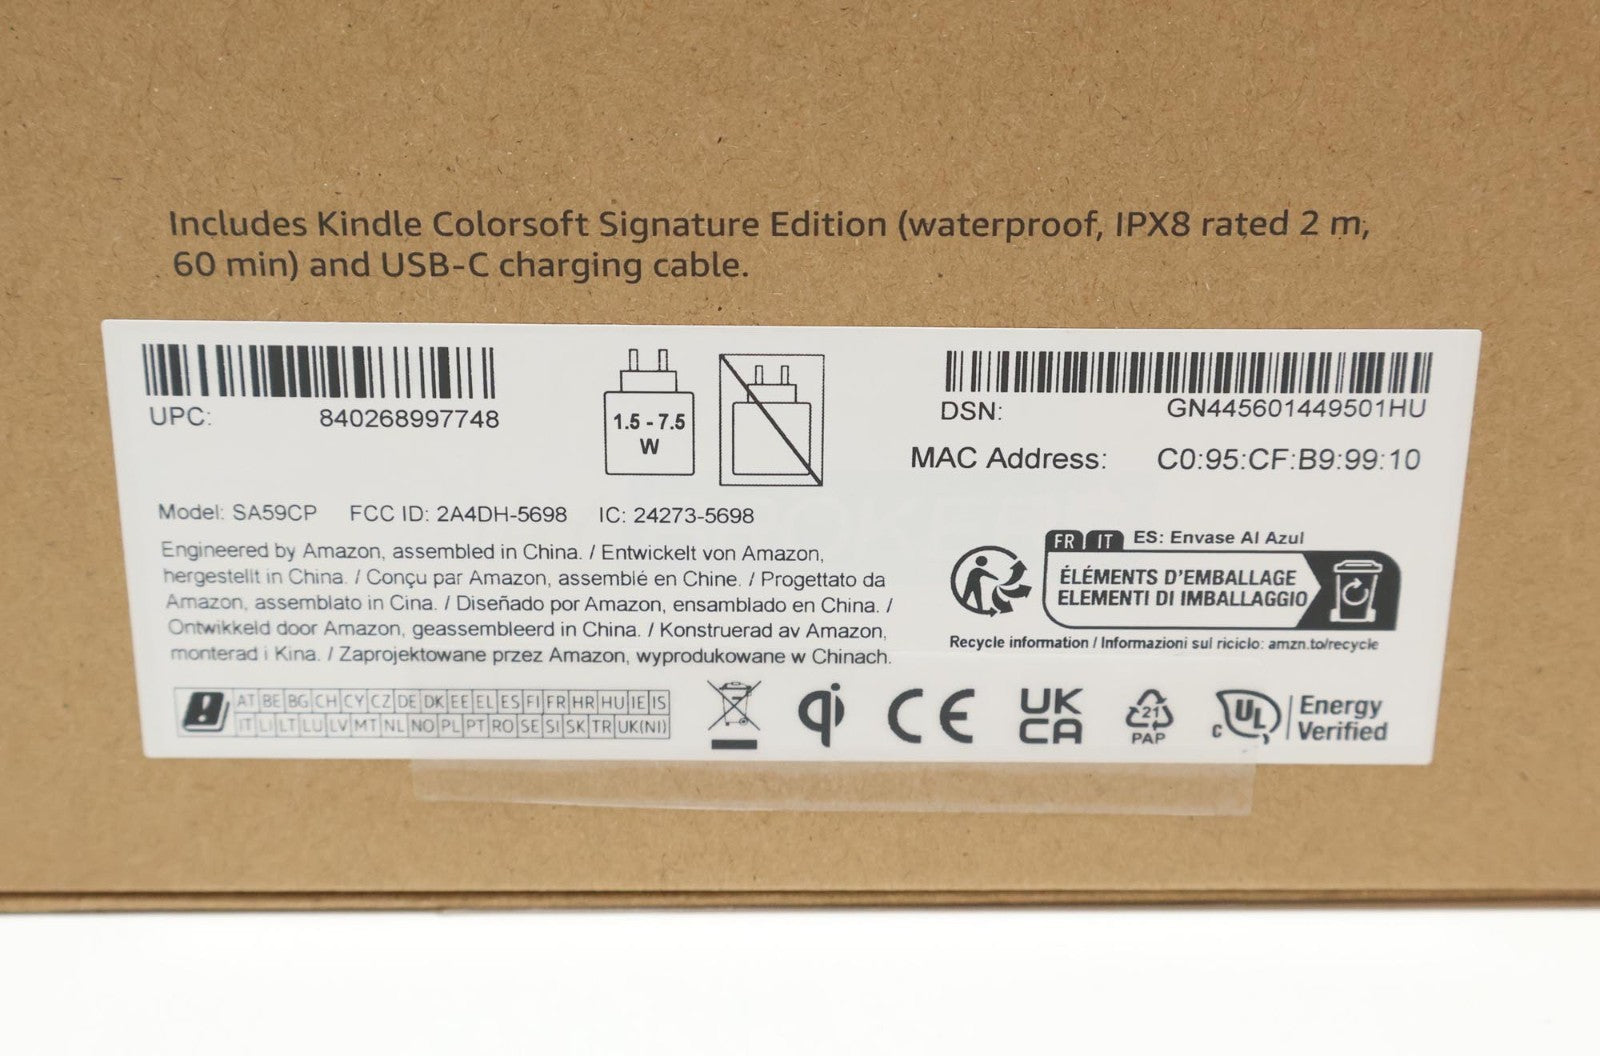 Includes Kindle Colorsoft Signature Edition (waterproof, IPX8 rated 2 m,
60 min) and USB-C charging cable.
UPC: 840268997748
1.5 - 7.5
W
DSN: GN445601449501HU
MAC Address: C0:95:CF:B9:99:10
Model: SA59CP FCC ID: 2A4DH-5698 IC: 24273-5698
Engineered by Amazon, assembled in China. / Entwickelt von Amazon,
hergestellt in China. / Conçu par Amazon, assemblé en Chine. / Progettato da
Amazon, assemblato in Cina. / Diseñado por Amazon, ensamblado en China. /
Ontwikkeld door Amazon, geassembleerd in China. / Konstruerad av Amazon,
monterad i Kina. / Zaprojektowane przez Amazon, wyprodukowane w Chinach.
FR IT ES: Envase Al Azul
ÉLÉMENTS D'EMBALLAGE
ELEMENTI DI IMBALLAGGIO
Recycle information / Informazioni sul riciclo: amzn.to/recycle
AT BE BG CH CY CZ DE DK EE EL ES FI FR HR HU IE IS
IT LI LT LU LV MT NL NO PL PT RO SE SI SK TR UK(NI)
qi
CE
UK
CA
21
PAP
c UL
Energy
Verified